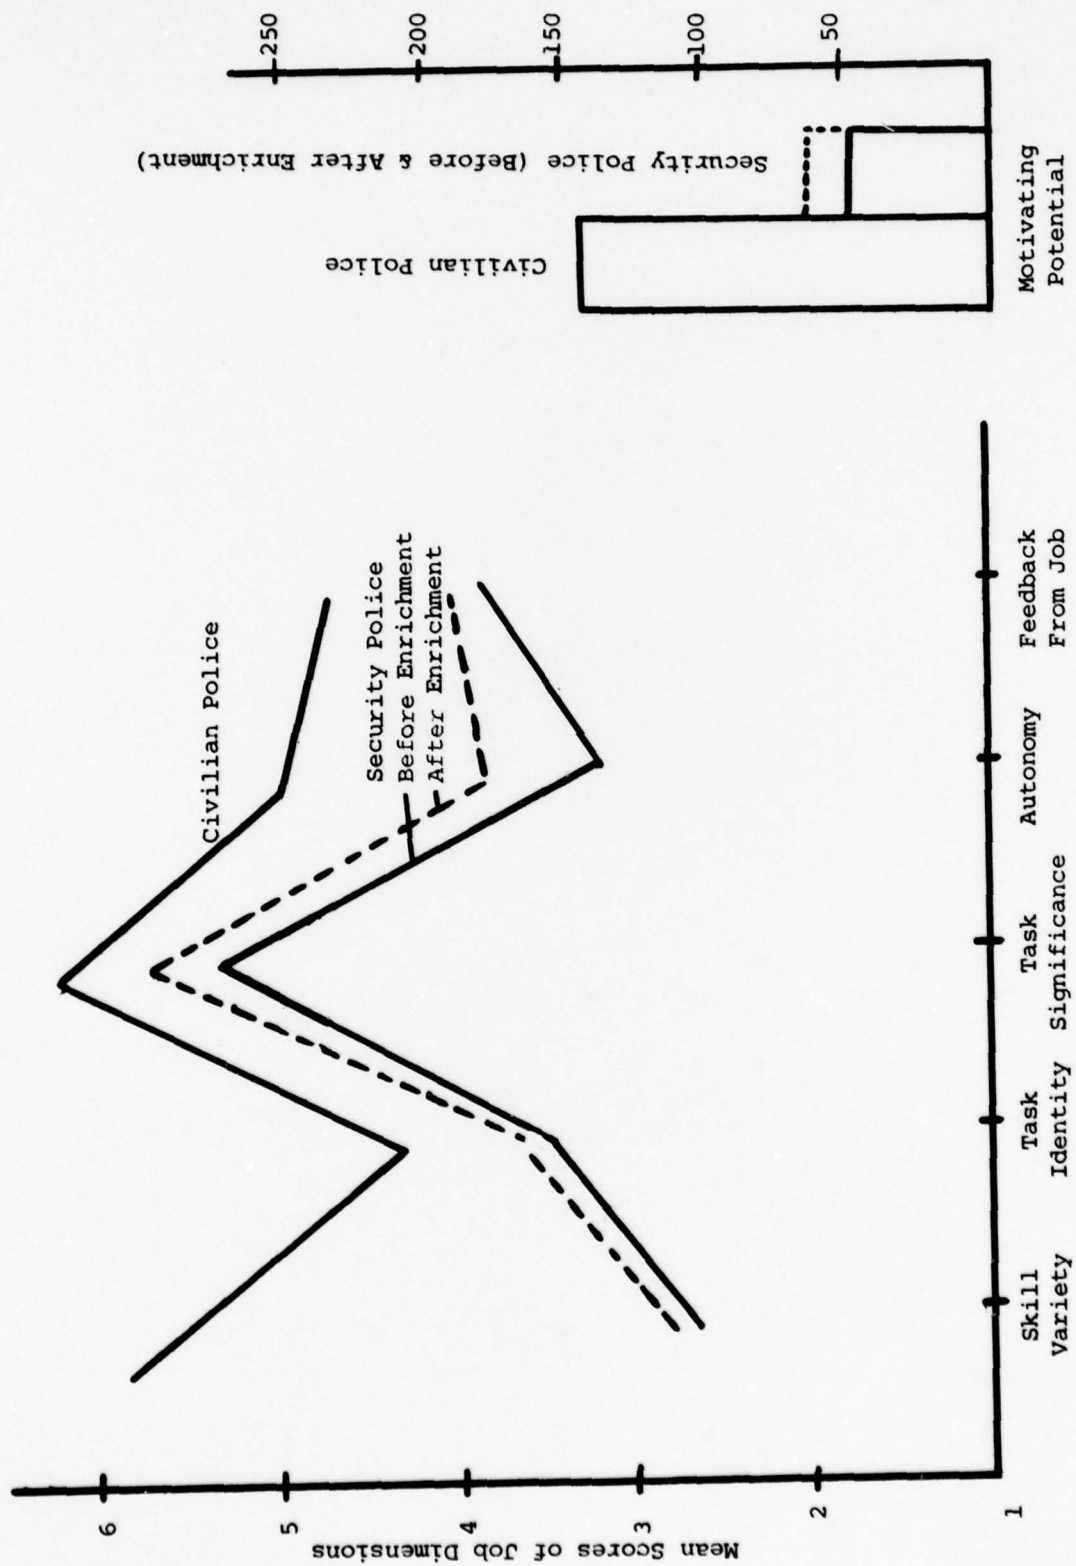 Mean Scores of Job Dimensions
6
5
4
3
2
1
Civilian Police
Security Police
Before Enrichment
After Enrichment
Skill
Variety
Task
Identity
Task
Significance
Autonomy
Feedback
From Job
Civilian Police
Security Police (Before & After Enrichment)
250
200
150
100
50
Motivating
Potential